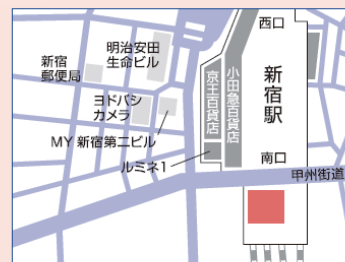 西口
明治安田
生命ビル
新宿
郵便局
ヨドバシ
カメラ
MY 新宿第二ビル
ルミネ1
京王百貨店
小田急百貨店
新宿駅
南口
甲州街道